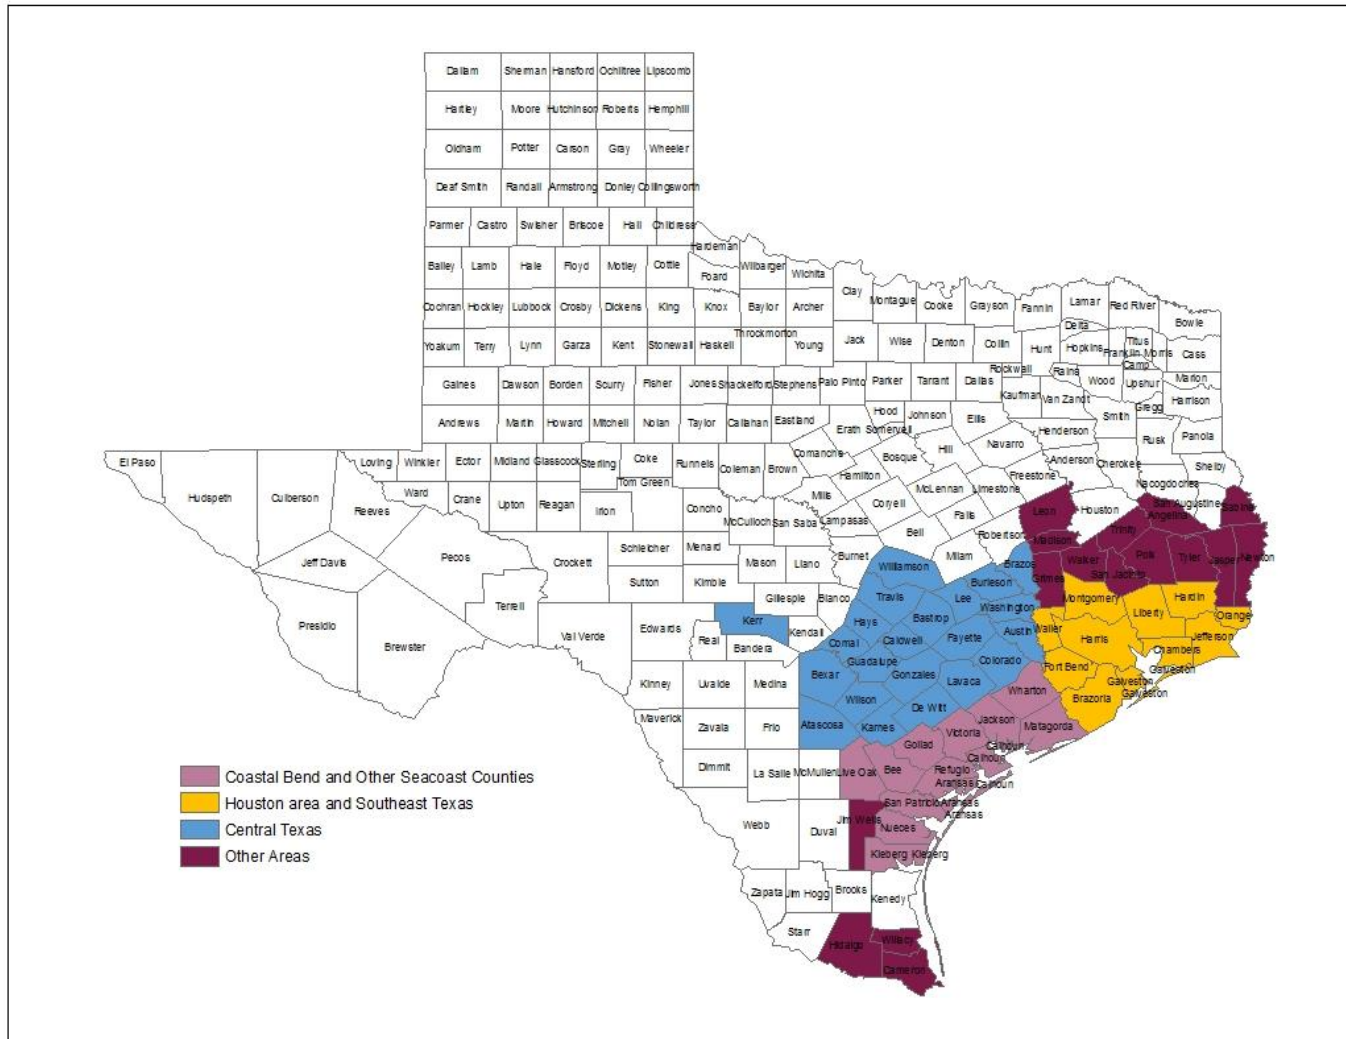 Dallam Sherman Hansford Ochiltree Lipscomb
Hartley Moore Hutchinson Roberts Hemphill
Oldham Potter Carson Gray Wheeler
Deaf Smith Randall Armstrong Donley Collingsworth
Parmer Castro Swisher Briscoe Hall Childress
Hardeman
Bailey Lamb Hale Floyd Motley Cottle Foard Wilbarger Wichita
Clay Montague Cooke Grayson Fannin Lamar Red River Bowie
Cochran Hockley Lubbock Crosby Dickens King Knox Baylor Archer
Delta Titus
Throckmorton
Yoakum Terry Lynn Garza Kent Stonewall Haskell Young Jack Wise Denton Collin Hunt Hopkins Franklin Morris Cass
Rockwall Rains Camp
Gaines Dawson Borden Scurry Fisher Jones Shackelford Stephens Palo Pinto Parker Tarrant Dallas Kaufman Van Zandt Wood Upshur Marion
Harrison
Andrews Martin Howard Mitchell Nolan Taylor Callahan Eastland Erath Hood Somervell Johnson Ellis Smith Gregg
Henderson Rusk Panola
El Paso Hudspeth Culberson Loving Winkler Ector Midland Glasscock Sterling Coke Runnels Coleman Brown Comanche Bosque Hill Navarro Anderson Cherokee Shelby
Reeves Ward Crane Upton Reagan Irion Tom Green Concho McCulloch San Saba Mills Hamilton Coryell McLennan Limestone Freestone Nacogdoches
Lampasas Bell Falls Robertson Leon Houston San Augustine Sabine
Angelina
Jeff Davis Pecos Crockett Schleicher Menard Mason Llano Burnet Milam Madison Trinity
Williamson Brazos Walker Polk Tyler Jasper Newton
Sutton Kimble Grimes San Jacinto
Terrell Gillespie Blanco Travis Lee Burleson Washington Montgomery Liberty Hardin
Presidio Brewster Val Verde Edwards Real Kerr Kendall Hays Bastrop Austin Waller Harris Orange
Bandera Comal Caldwell Fayette Jefferson
Chambers
Kinney Uvalde Medina Bexar Guadalupe Gonzales Lavaca Colorado Fort Bend Galveston
Galveston
Galveston
Wilson De Witt Wharton Brazoria
Maverick Zavala Frio Atascosa Karnes Jackson Matagorda
Goliad Victoria Calhoun
Calhoun
Dimmit La Salle McMullen Live Oak Bee Refugio Calhoun
Aransas
San Patricio Aransas
Aransas
Webb Duval Jim Wells Nueces
Kleberg Kleberg
Zapata Jim Hogg Brooks Kenedy
Starr Hidalgo Willacy
Cameron
Coastal Bend and Other Seacoast Counties
Houston area and Southeast Texas
Central Texas
Other Areas